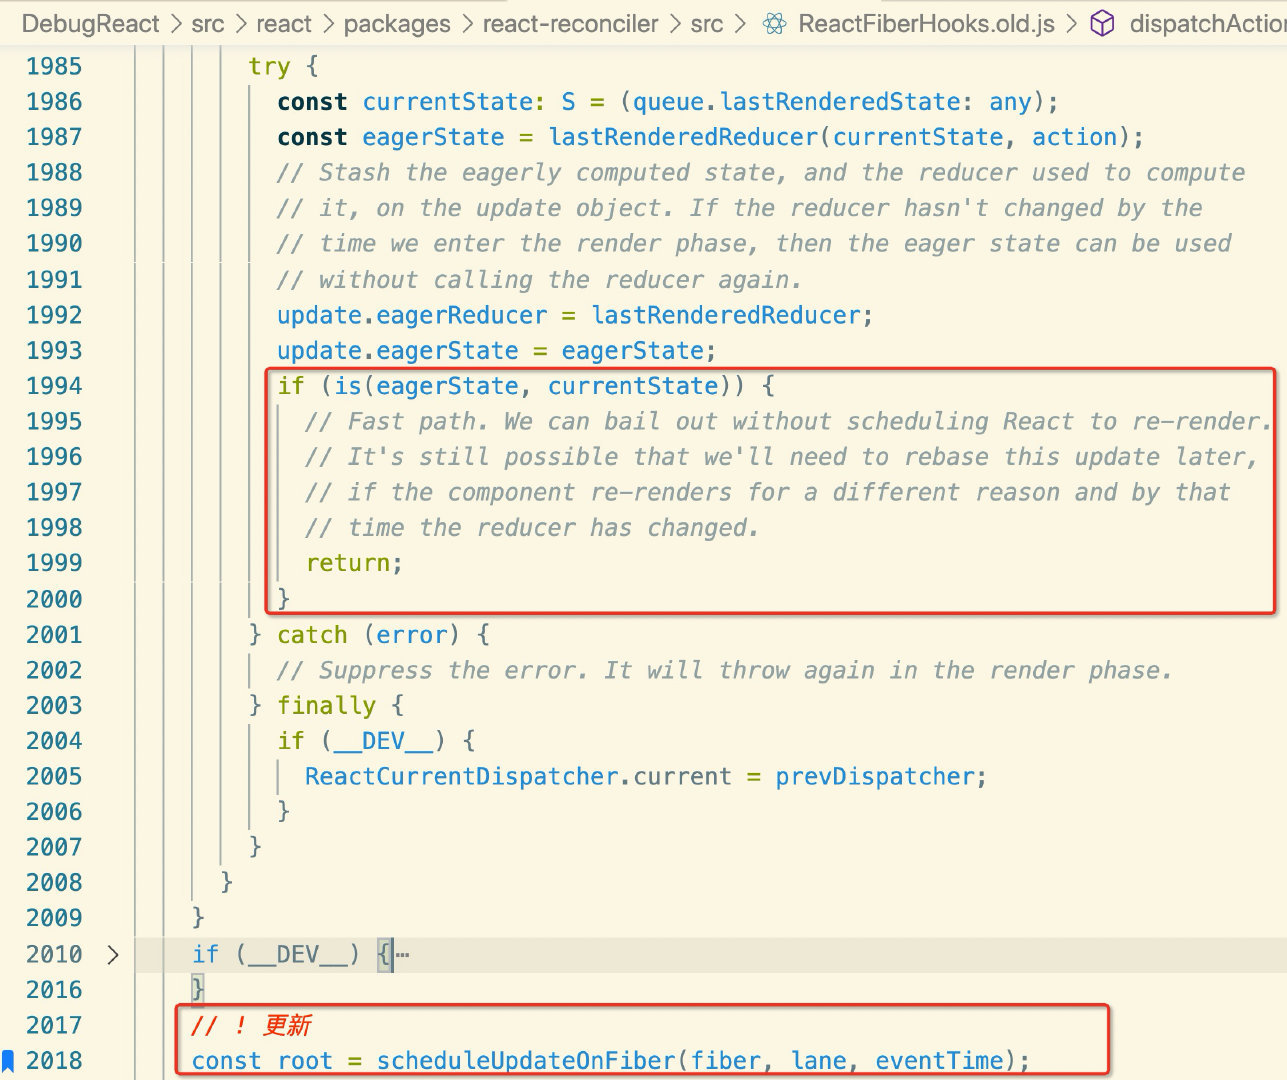 DebugReact > src > react > packages > react-reconciler > src > ReactFiberHooks.old.js > dispatchAction
1985 try {
1986 const currentState: S = (queue.lastRenderedState: any);
1987 const eagerState = lastRenderedReducer(currentState, action);
1988 // Stash the eagerly computed state, and the reducer used to compute
1989 // it, on the update object. If the reducer hasn't changed by the
1990 // time we enter the render phase, then the eager state can be used
1991 // without calling the reducer again.
1992 update.eagerReducer = lastRenderedReducer;
1993 update.eagerState = eagerState;
1994 if (is(eagerState, currentState)) {
1995 // Fast path. We can bail out without scheduling React to re-render.
1996 // It's still possible that we'll need to rebase this update later,
1997 // if the component re-renders for a different reason and by that
1998 // time the reducer has changed.
1999 return;
2000 }
2001 } catch (error) {
2002 // Suppress the error. It will throw again in the render phase.
2003 } finally {
2004 if (__DEV__) {
2005 ReactCurrentDispatcher.current = prevDispatcher;
2006 }
2007 }
2008 }
2009 }
2010 > if (__DEV__) {…
2016 }
2017 // ! 更新
2018 const root = scheduleUpdateOnFiber(fiber, lane, eventTime);